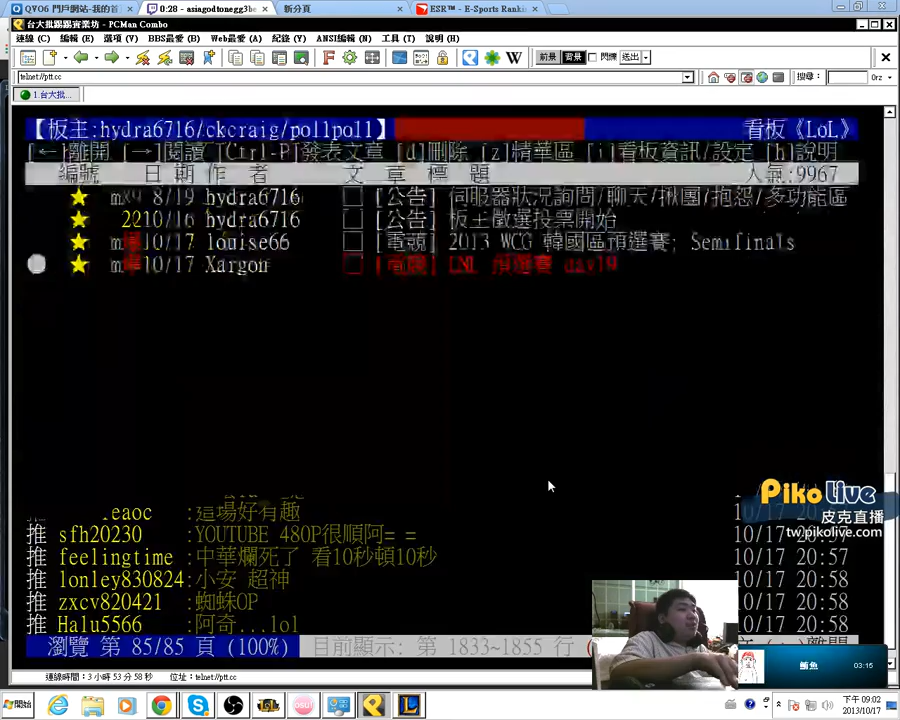 QVO6 門戶網站-我的首
0:28 - asiagodtonegg3be
新分頁
ESR™ - E-Sports Ranki
台大批踢踢實業坊 - PCMan Combo
連線 (C) 編輯 (E) 選項 (V) BBS最愛 (B) Web最愛 (A) 紀錄 (Y) ANSI編輯 (N) 工具 (T) 說明 (H)
前景 背景 閃爍 送出
telnet://ptt.cc
搜尋: Orz
1.台大批...
【板主:hydra6716/ckcraig/pollpoll】 看板《LoL》
[←]離開 [→]閱讀 [Ctrl-P]發表文章 [d]刪除 [z]精華區 [i]看板資訊/設定 [h]說明
編號 日 期 作 者 文 章 標 題 人氣:9967
★ 8/19 hydra6716 □ [公告] 伺服器狀況詢問/聊天/揪團/抱怨/多功能區
★ 2210/16 hydra6716 □ [公告] 板主徵選投票開始
★ 10/17 louise66 □ [電競] 2013 WCG 韓國區預選賽; Semifinals
★ 10/17 Xargon □ [電競] LNL 預選賽 day19
:這場好有趣
推 sfh20230 :YOUTUBE 480P很順阿= =
推 feelingtime :中華爛死了 看10秒頓10秒 10/17 20:57
推 lonley830824:小安 超神 10/17 20:58
推 zxcv820421 :蜘蛛OP 10/17 20:58
推 Halu5566 :阿奇...lol 10/17 20:58
瀏覽 第 85/85 頁 (100%) 目前顯示: 第 1833~1855 行
Piko Live
皮克直播
tw.pikolive.com
鮪魚 03:15
連線時間: 3 小時 53 分 58 秒 位址: telnet://ptt.cc
開始
下午 09:02
2013/10/17